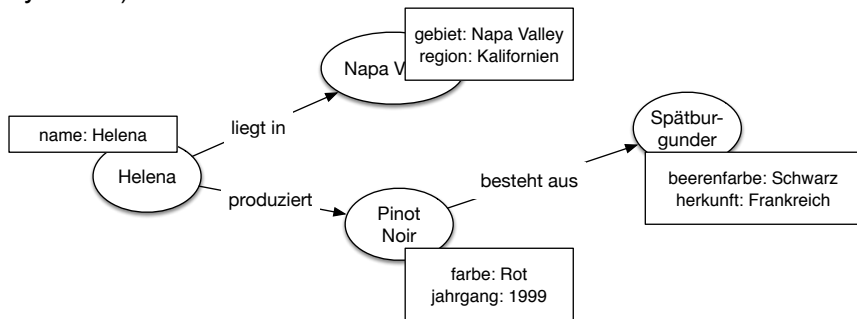 gebiet: Napa Valley
region: Kalifornien
Napa V
name: Helena
liegt in
Helena
produziert
Pinot
Noir
farbe: Rot
jahrgang: 1999
besteht aus
Spätbur-
gunder
beerenfarbe: Schwarz
herkunft: Frankreich